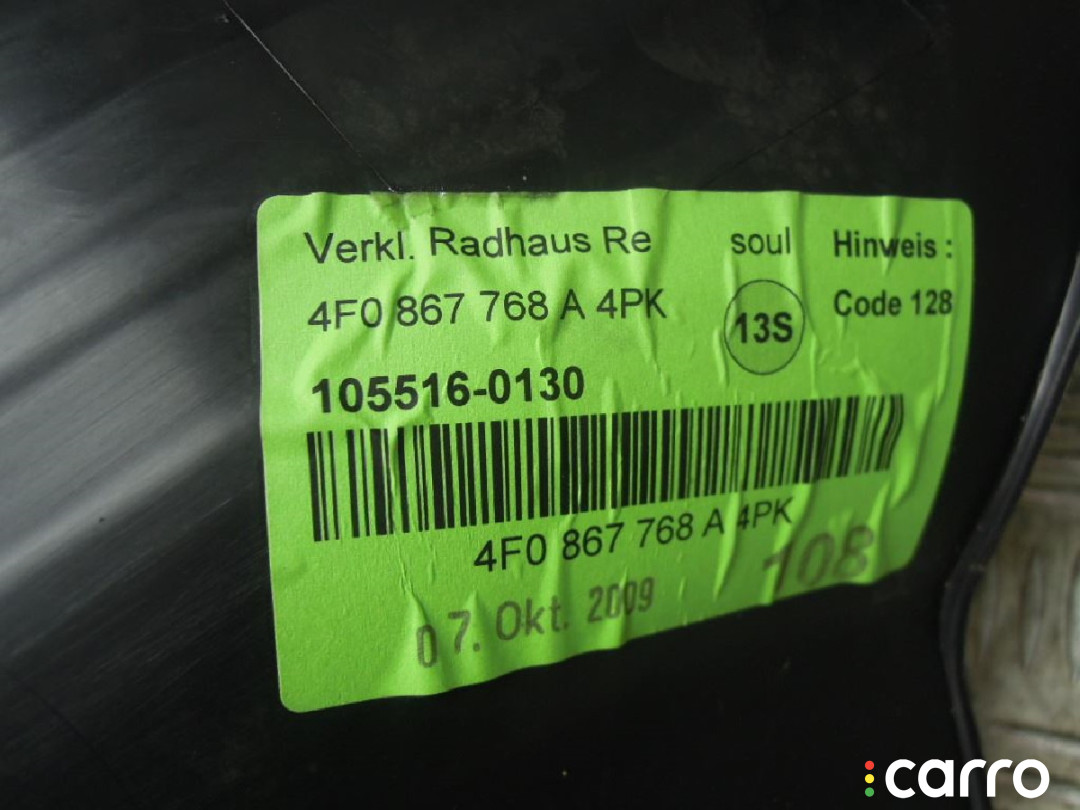 Verkl. Radhaus Re
soul
Hinweis :
4F0 867 768 A 4PK
13S
Code 128
105516-0130
4F0 867 768 A 4PK
07. Okt. 2009
10B
carro